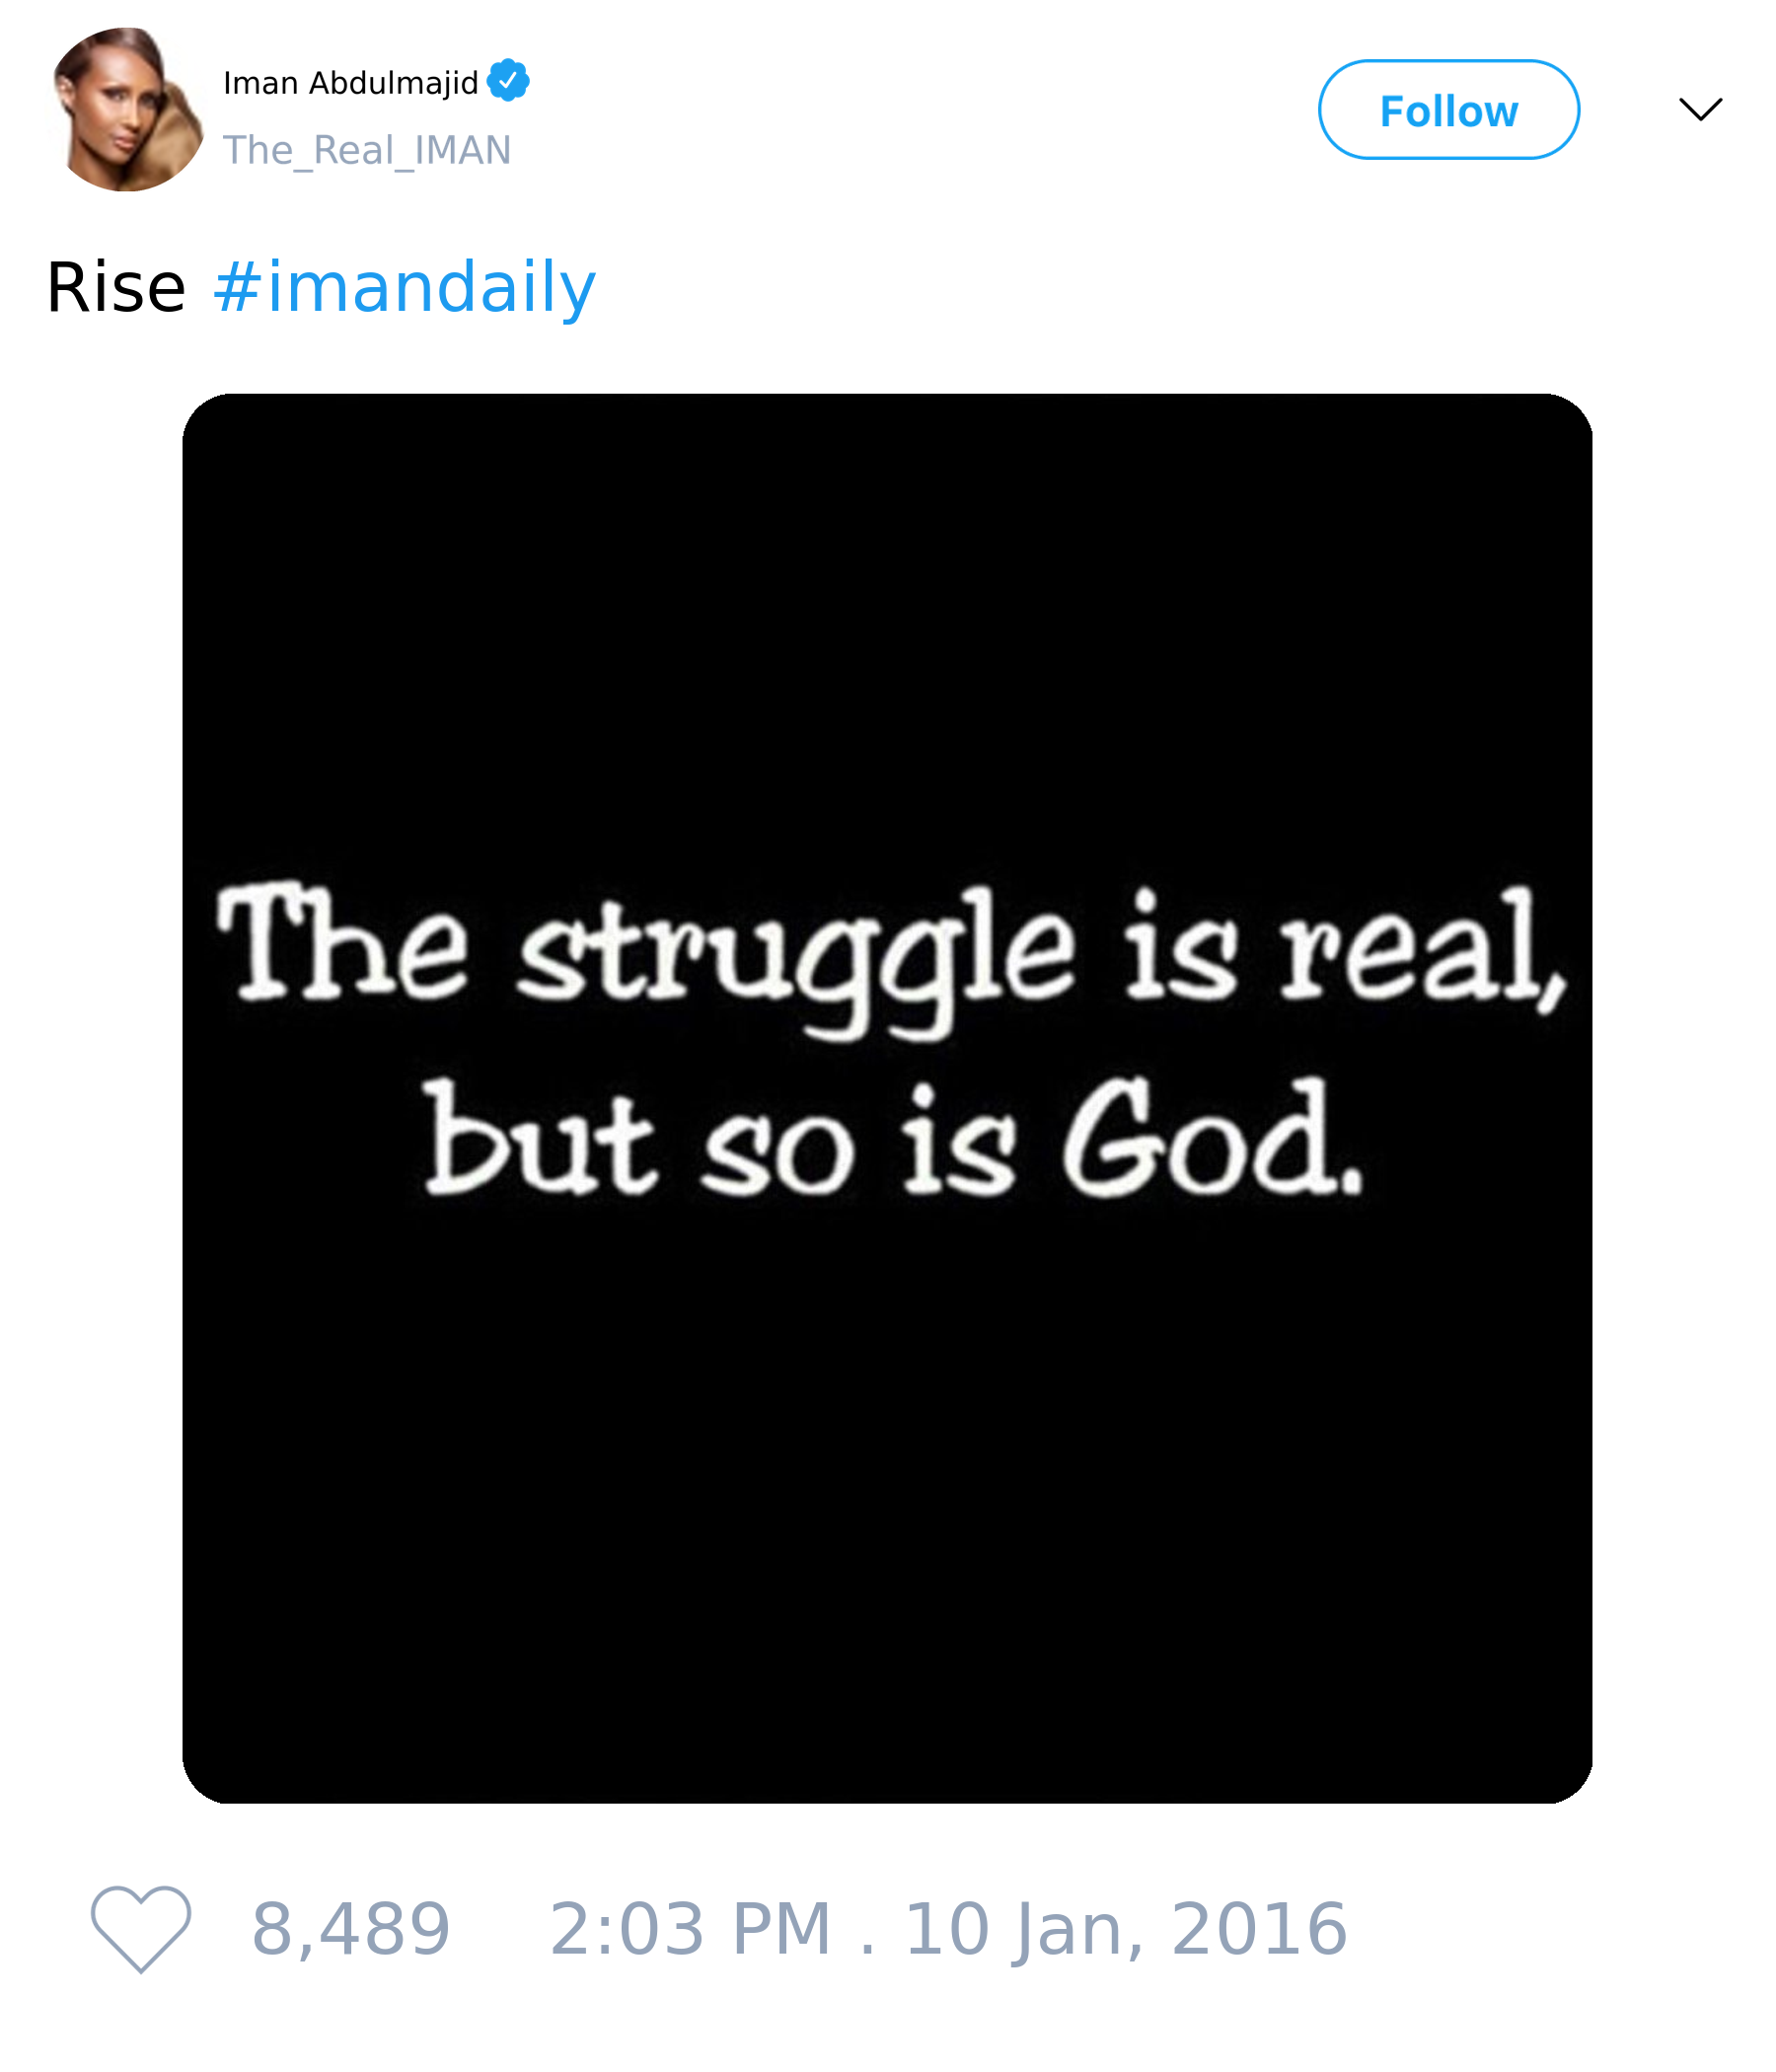 Iman Abdulmajid
The_Real_IMAN
Follow
Rise #imandaily
The struggle is real,
but so is God.
8,489 2:03 PM . 10 Jan, 2016